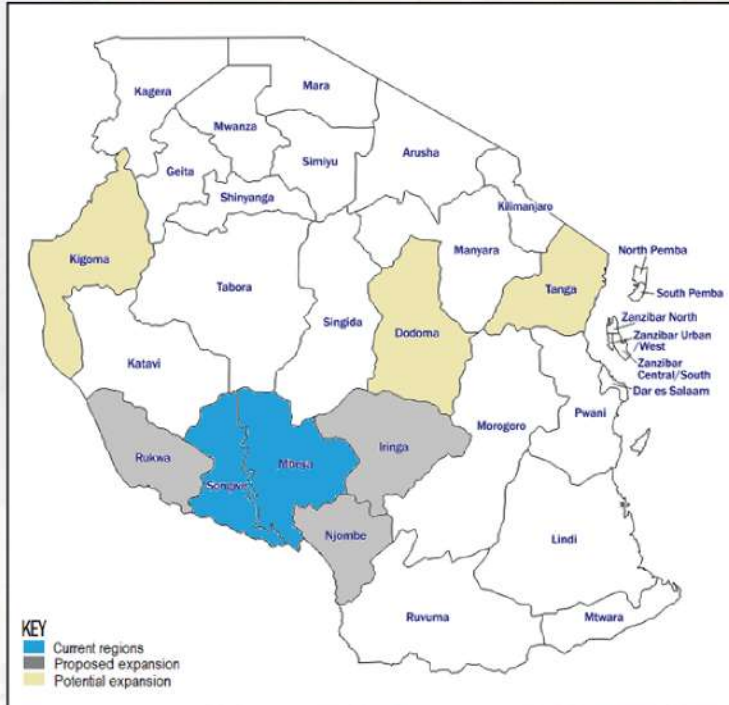 Kagera
Mara
Mwanza
Simiyu
Arusha
Geita
Shinyanga
Kilimanjaro
Kigoma
Tabora
Singida
Manyara
Dodoma
Tanga
North Pemba
South Pemba
Zanzibar North
Zanzibar Urban
/West
Zanzibar
Central/South
Dar es Salaam
Katavi
Pwani
Morogoro
Rukwa
Songwe
Mbeya
Iringa
Njombe
Lindi
Ruvuma
Mtwara
KEY
Current regions
Proposed expansion
Potential expansion